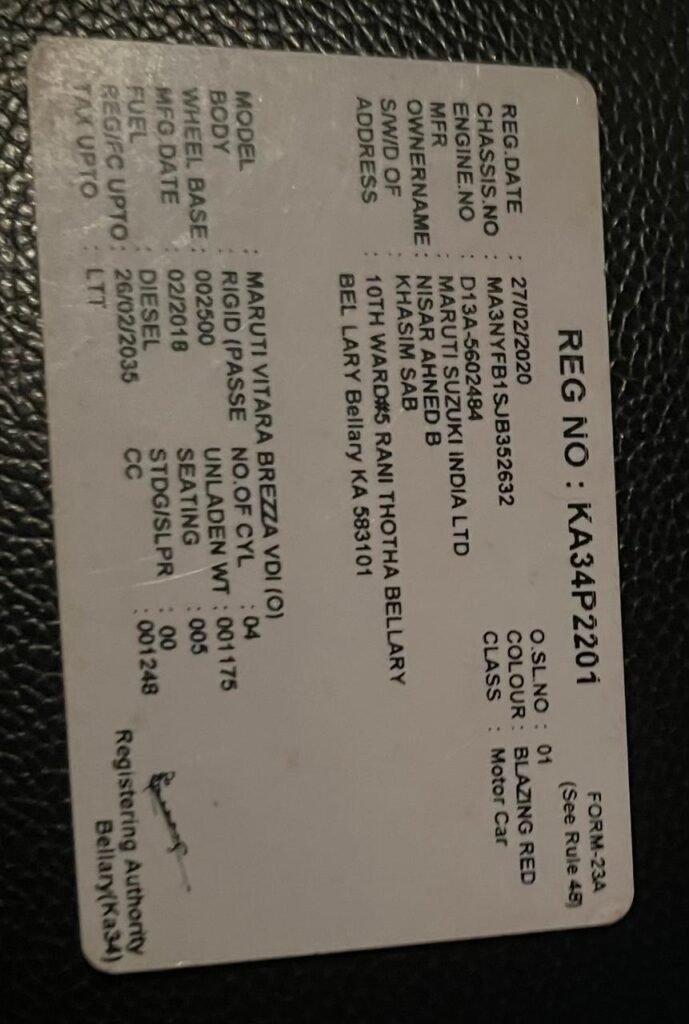 FORM-23A
(See Rule 48)
REG NO : KA34P2201
REG.DATE : 27/02/2020 O.SL.NO : 01
CHASSIS.NO : MA3NYFB1SJB352632 COLOUR : BLAZING RED
ENGINE.NO : D13A-5602484 CLASS : Motor Car
MFR : MARUTI SUZUKI INDIA LTD
OWNERNAME : NISAR AHNED B
S/W/D OF : KHASIM SAB
ADDRESS : 10TH WARD#5 RANI THOTHA BELLARY
BEL LARY Bellary KA 583101
MODEL : MARUTI VITARA BREZZA VDI (O)
BODY : RIGID (PASSE NO.OF CYL : 04
WHEEL BASE : 002500 UNLADEN WT : 001175
MFG DATE : 02/2018 SEATING : 005
FUEL : DIESEL STDG/SLPR : 00
REG/FC UPTO : 26/02/2035 CC : 001248
TAX UPTO : LTT
Registering Authority
Bellary(Ka34)